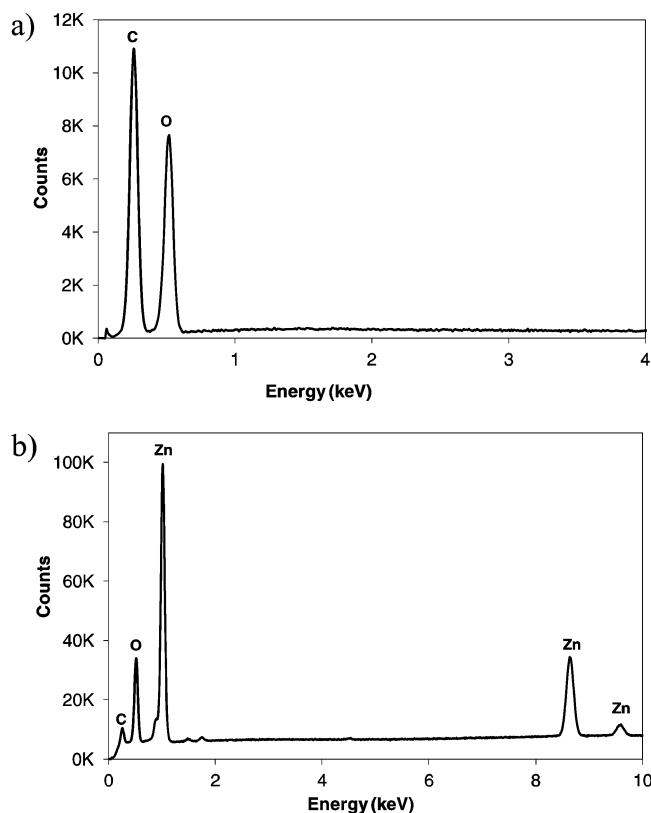 a)
12K
10K
8K
6K
4K
2K
0K
Counts
C
O
0 1 2 3 4
Energy (keV)
b)
100K
80K
60K
40K
20K
0K
Counts
C
O
Zn
Zn
Zn
0 2 4 6 8 10
Energy (keV)